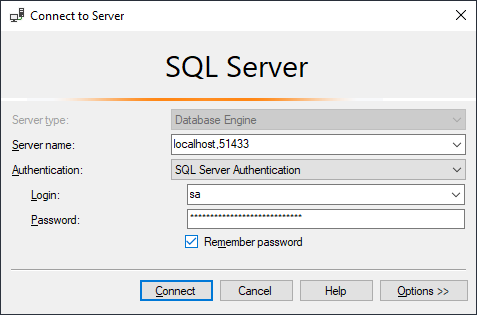 Connect to Server
SQL Server
Server type: Database Engine
Server name: localhost,51433
Authentication: SQL Server Authentication
Login: sa
Password: ****************************
Remember password
Connect Cancel Help Options >>